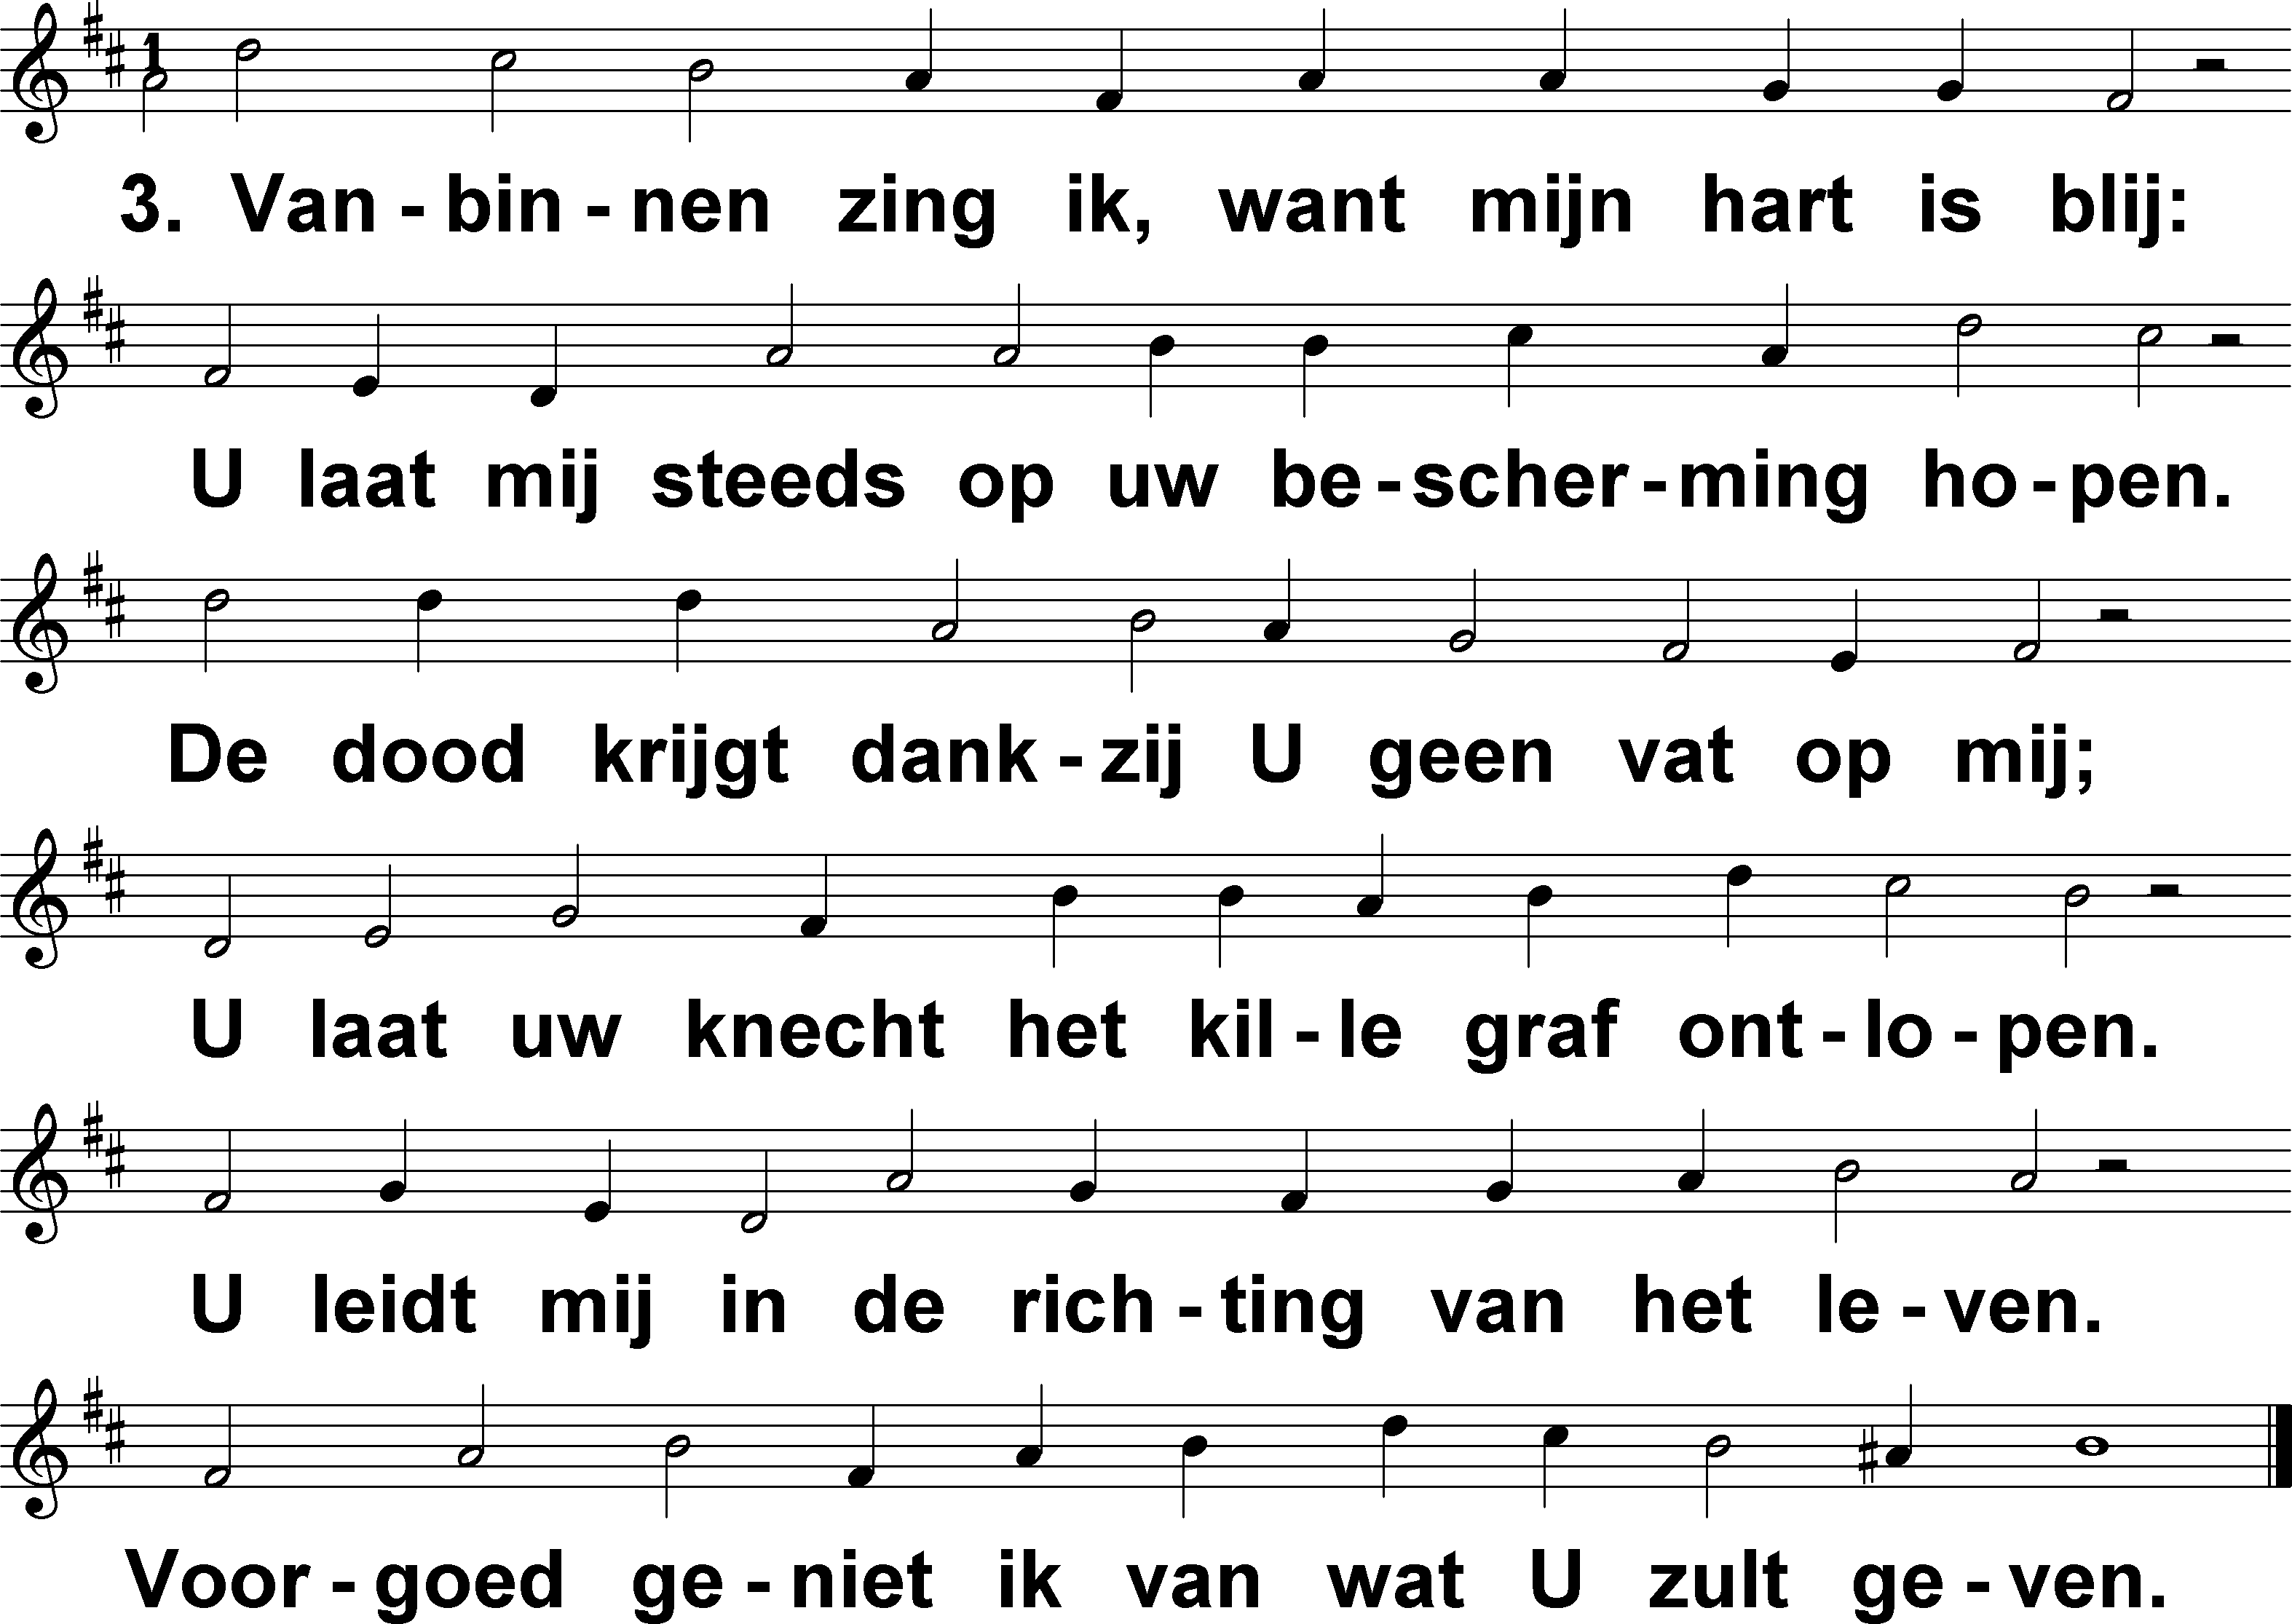 1
3. Van - bin - nen zing ik, want mijn hart is blij:
U laat mij steeds op uw be - scher - ming ho - pen.
De dood krijgt dank - zij U geen vat op mij;
U laat uw knecht het kil - le graf ont - lo - pen.
U leidt mij in de rich - ting van het le - ven.
Voor - goed ge - niet ik van wat U zult ge - ven.